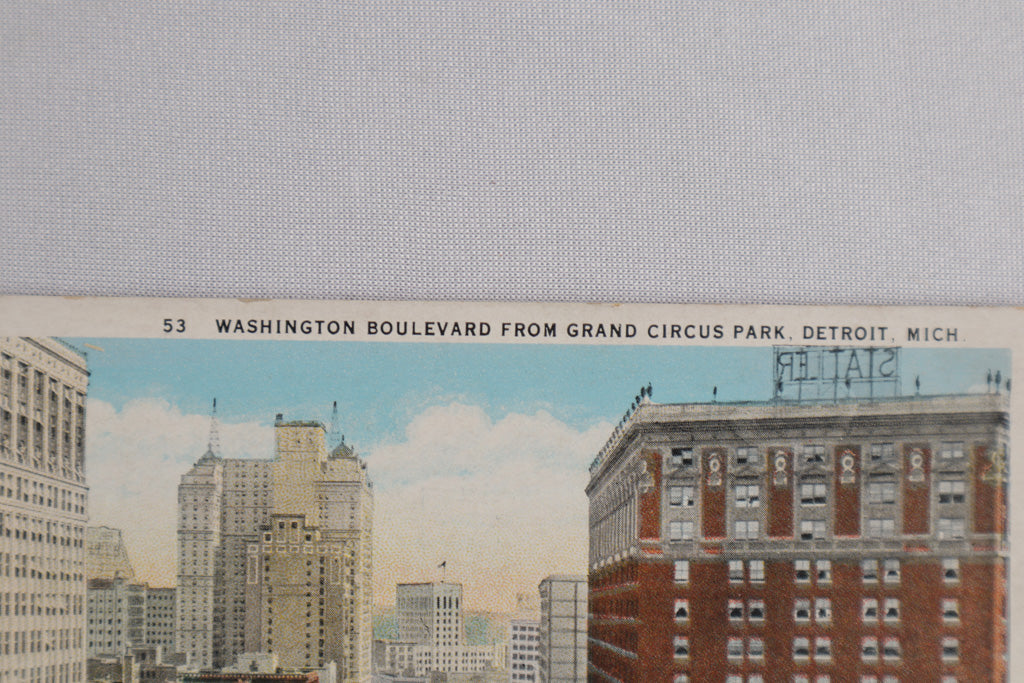 53 WASHINGTON BOULEVARD FROM GRAND CIRCUS PARK, DETROIT, MICH.
STATLER